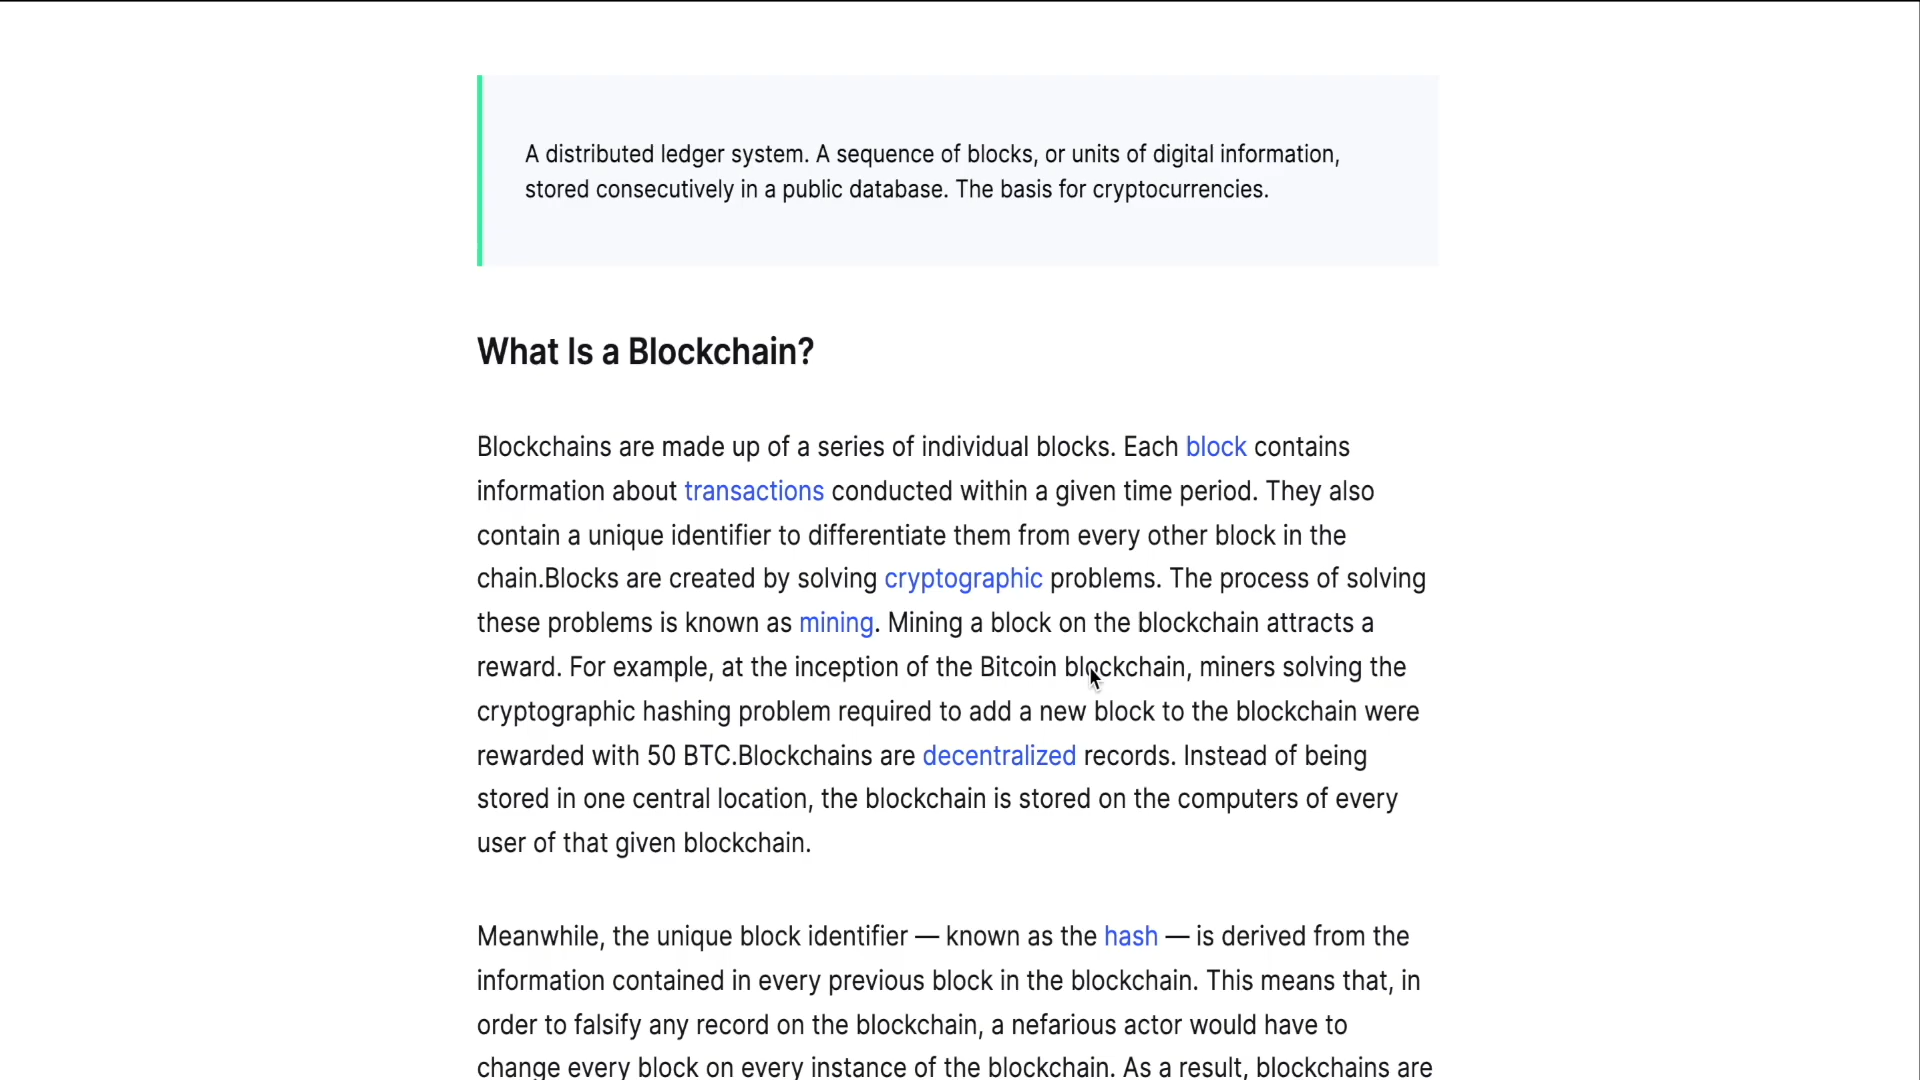 A distributed ledger system. A sequence of blocks, or units of digital information,
stored consecutively in a public database. The basis for cryptocurrencies.
What Is a Blockchain?
Blockchains are made up of a series of individual blocks. Each block contains
information about transactions conducted within a given time period. They also
contain a unique identifier to differentiate them from every other block in the
chain.Blocks are created by solving cryptographic problems. The process of solving
these problems is known as mining. Mining a block on the blockchain attracts a
reward. For example, at the inception of the Bitcoin blockchain, miners solving the
cryptographic hashing problem required to add a new block to the blockchain were
rewarded with 50 BTC.Blockchains are decentralized records. Instead of being
stored in one central location, the blockchain is stored on the computers of every
user of that given blockchain.
Meanwhile, the unique block identifier — known as the hash — is derived from the
information contained in every previous block in the blockchain. This means that, in
order to falsify any record on the blockchain, a nefarious actor would have to
change every block on every instance of the blockchain. As a result, blockchains are